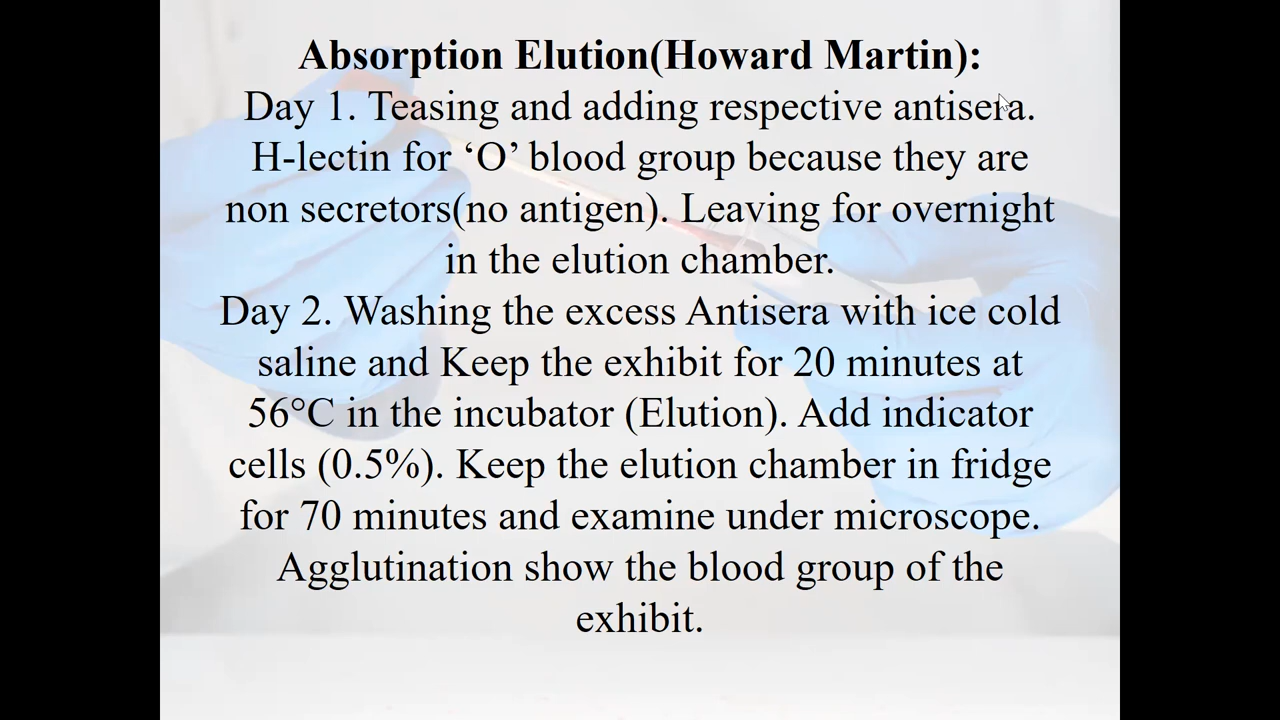 Absorption Elution(Howard Martin):
Day 1. Teasing and adding respective antisera.
H-lectin for ‘O’ blood group because they are
non secretors(no antigen). Leaving for overnight
in the elution chamber.
Day 2. Washing the excess Antisera with ice cold
saline and Keep the exhibit for 20 minutes at
56°C in the incubator (Elution). Add indicator
cells (0.5%). Keep the elution chamber in fridge
for 70 minutes and examine under microscope.
Agglutination show the blood group of the
exhibit.